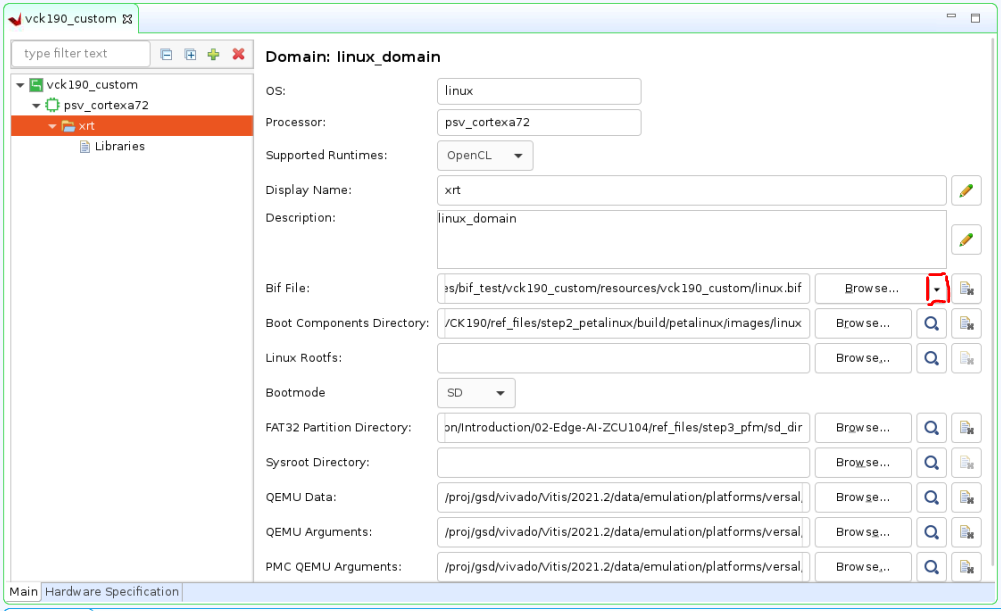 vck190_custom
type filter text
Domain: linux_domain
vck190_custom
psv_cortexa72
xrt
Libraries
OS: linux
Processor: psv_cortexa72
Supported Runtimes: OpenCL
Display Name: xrt
Description: linux_domain
Bif File: es/bif_test/vck190_custom/resources/vck190_custom/linux.bif Browse...
Boot Components Directory: /CK190/ref_files/step2_petalinux/build/petalinux/images/linux Browse...
Linux Rootfs: Browse...
Bootmode SD
FAT32 Partition Directory: on/Introduction/02-Edge-AI-ZCU104/ref_files/step3_pfm/sd_dir Browse...
Sysroot Directory: Browse...
QEMU Data: /proj/gsd/vivado/Vitis/2021.2/data/emulation/platforms/versal, Browse...
QEMU Arguments: /proj/gsd/vivado/Vitis/2021.2/data/emulation/platforms/versal, Browse...
PMC QEMU Arguments: /proj/gsd/vivado/Vitis/2021.2/data/emulation/platforms/versal, Browse...
Main Hardware Specification